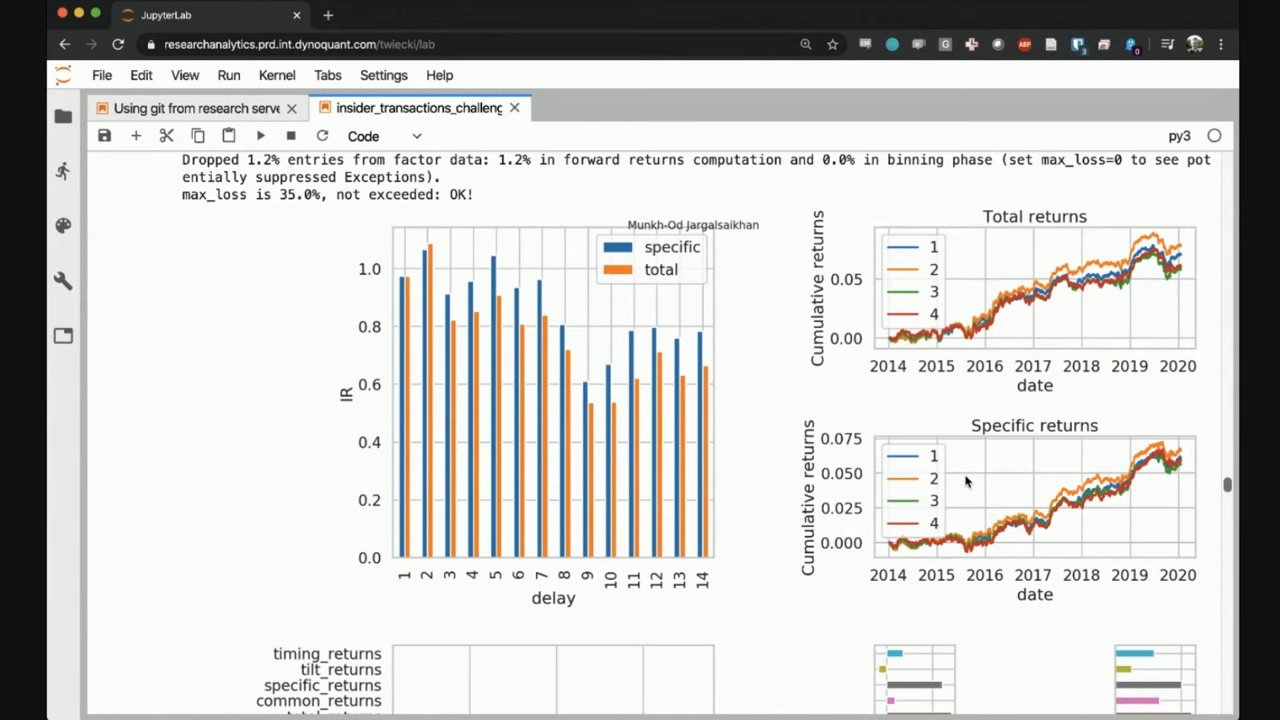 JupyterLab
researchanalytics.prd.int.dynoquant.com/twiecki/lab
G
ABP
3
0
File Edit View Run Kernel Tabs Settings Help
Using git from research serve
insider_transactions_challeng
Code
py3
Dropped 1.2% entries from factor data: 1.2% in forward returns computation and 0.0% in binning phase (set max_loss=0 to see pot
entially suppressed Exceptions).
max_loss is 35.0%, not exceeded: OK!
Munkh-Od Jargalsaikhan
specific
total
1.0
0.8
0.6
0.4
0.2
0.0
IR
1 2 3 4 5 6 7 8 9 10 11 12 13 14
delay
Total returns
1
2
3
4
0.05
0.00
Cumulative returns
2014 2015 2016 2017 2018 2019 2020
date
Specific returns
1
2
3
4
0.075
0.050
0.025
0.000
Cumulative returns
2014 2015 2016 2017 2018 2019 2020
date
timing_returns
tilt_returns
specific_returns
common_returns